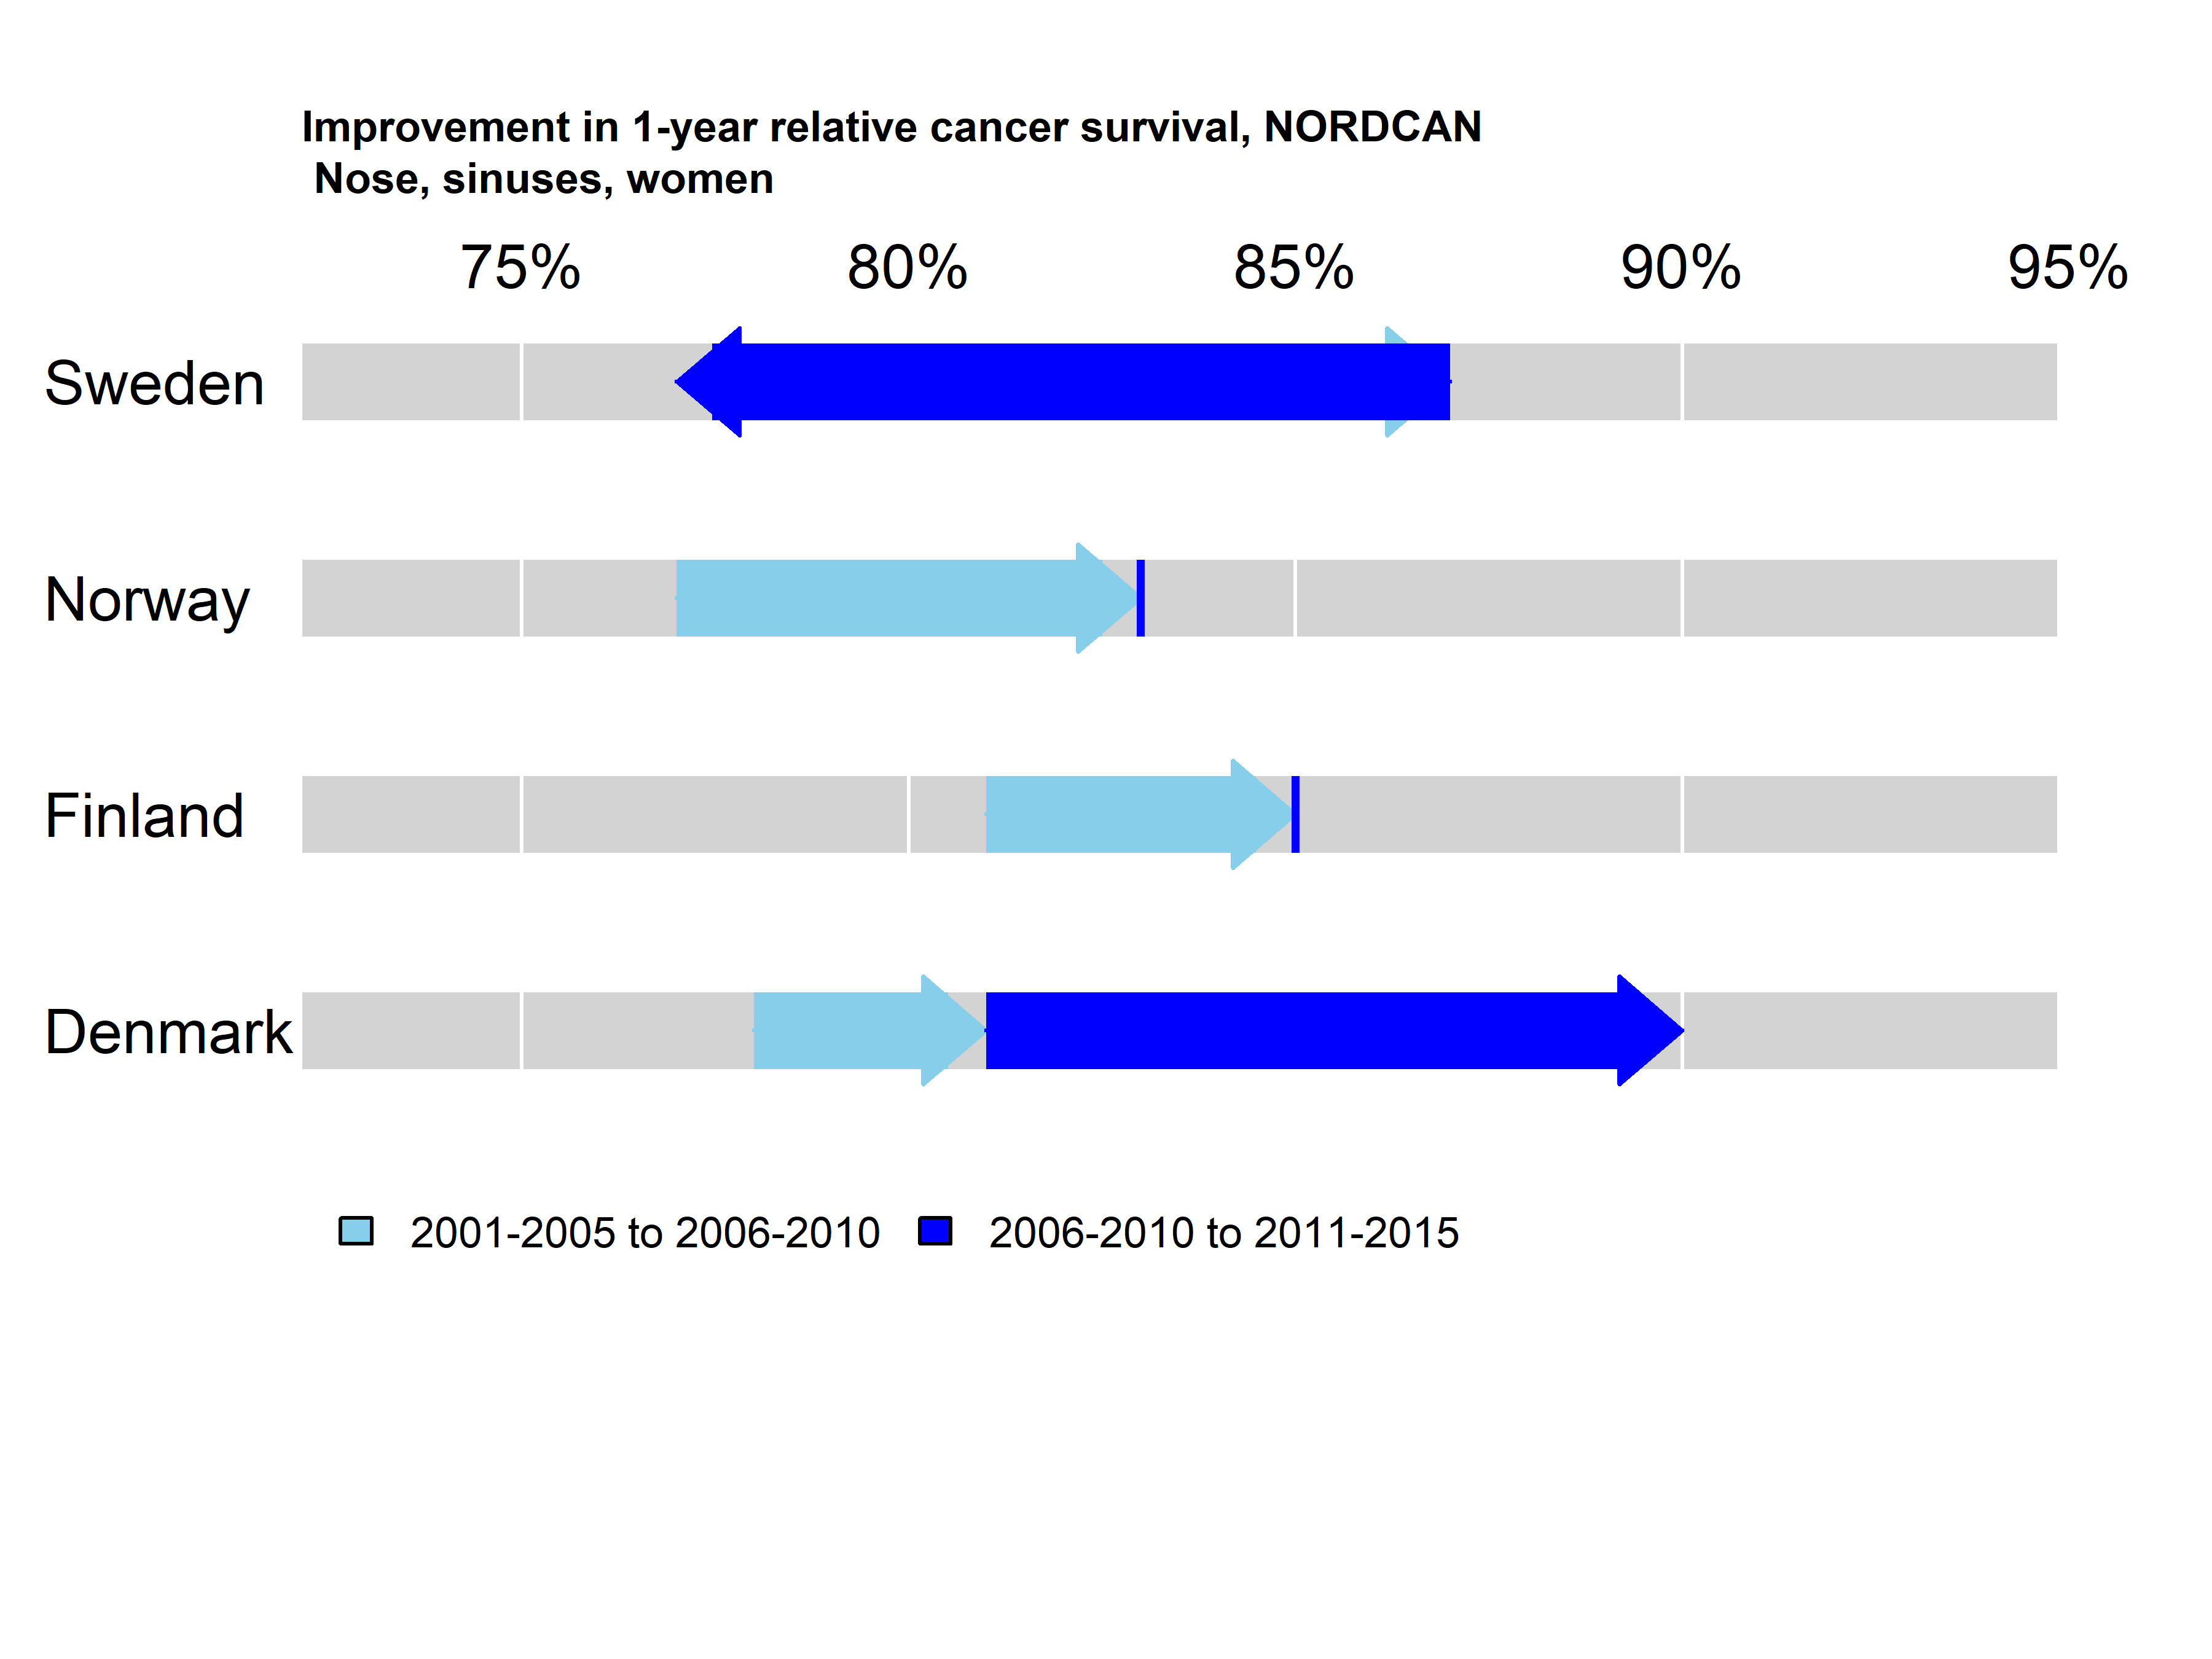 Improvement in 1-year relative cancer survival, NORDCAN
Nose, sinuses, women
75% 80% 85% 90% 95%
Sweden
Norway
Finland
Denmark
2001-2005 to 2006-2010 2006-2010 to 2011-2015